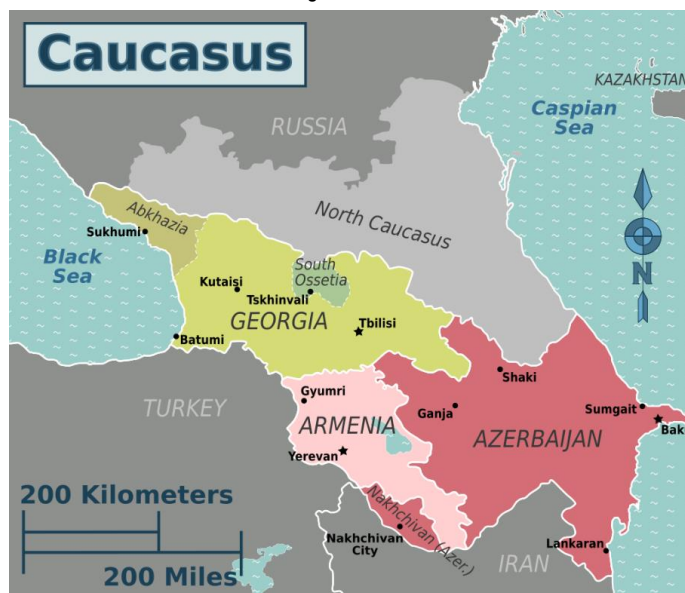 Caucasus
KAZAKHSTAN
RUSSIA
Caspian
Sea
Abkhazia
North Caucasus
Sukhumi
Black
Sea
South
Ossetia
N
Kutaisi
Tskhinvali
GEORGIA
Tbilisi
Batumi
Shaki
Gyumri
TURKEY
Ganja
Sumgait
ARMENIA
AZERBAIJAN
Bak
Yerevan
200 Kilometers
Nakhchivan (Azer.)
Nakhchivan
City
Lankaran
IRAN
200 Miles